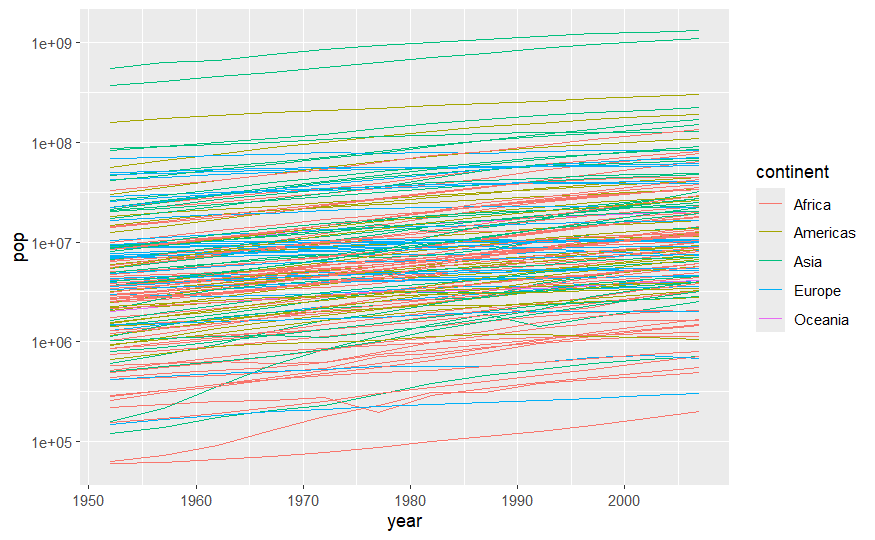 1e+09
1e+08
1e+07
1e+06
1e+05
pop
1950
1960
1970
1980
1990
2000
year
continent
Africa
Americas
Asia
Europe
Oceania